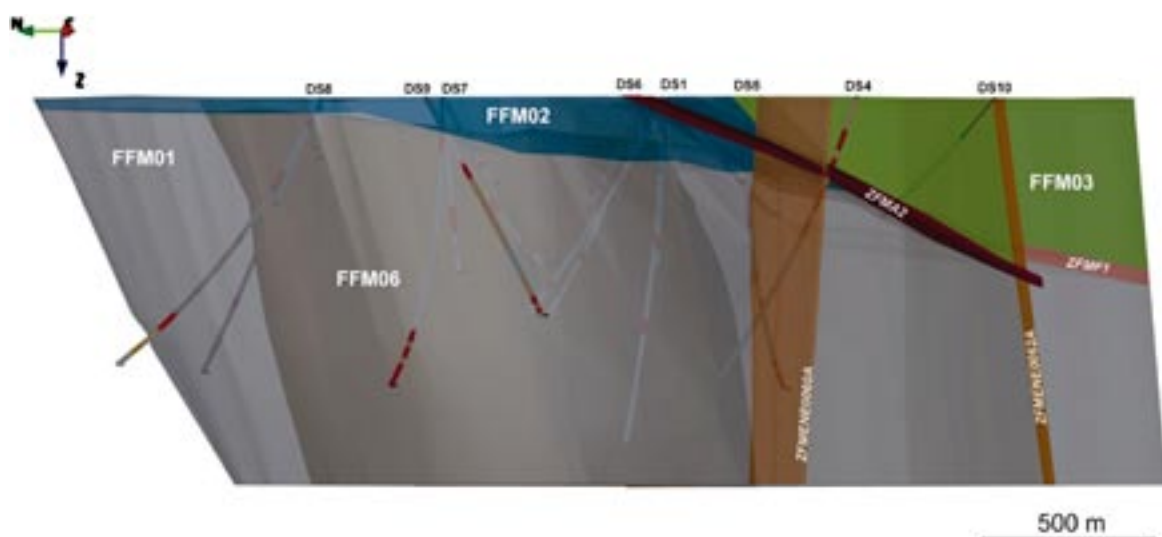 N
Z
DS8 DS9 DS7 DS6 DS1 DS5 DS4 DS10
FFM02
FFM01
FFM03
ZFMA2
ZFMF1
FFM06
ZFMENE0060A
ZFMENE0062A
500 m